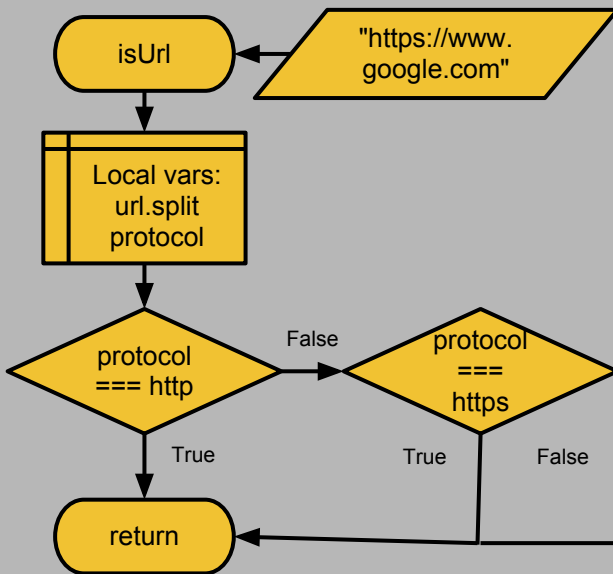 isUrl
"https://www.
google.com"
Local vars:
url.split
protocol
protocol
=== http
False
protocol
===
https
True
True
False
return